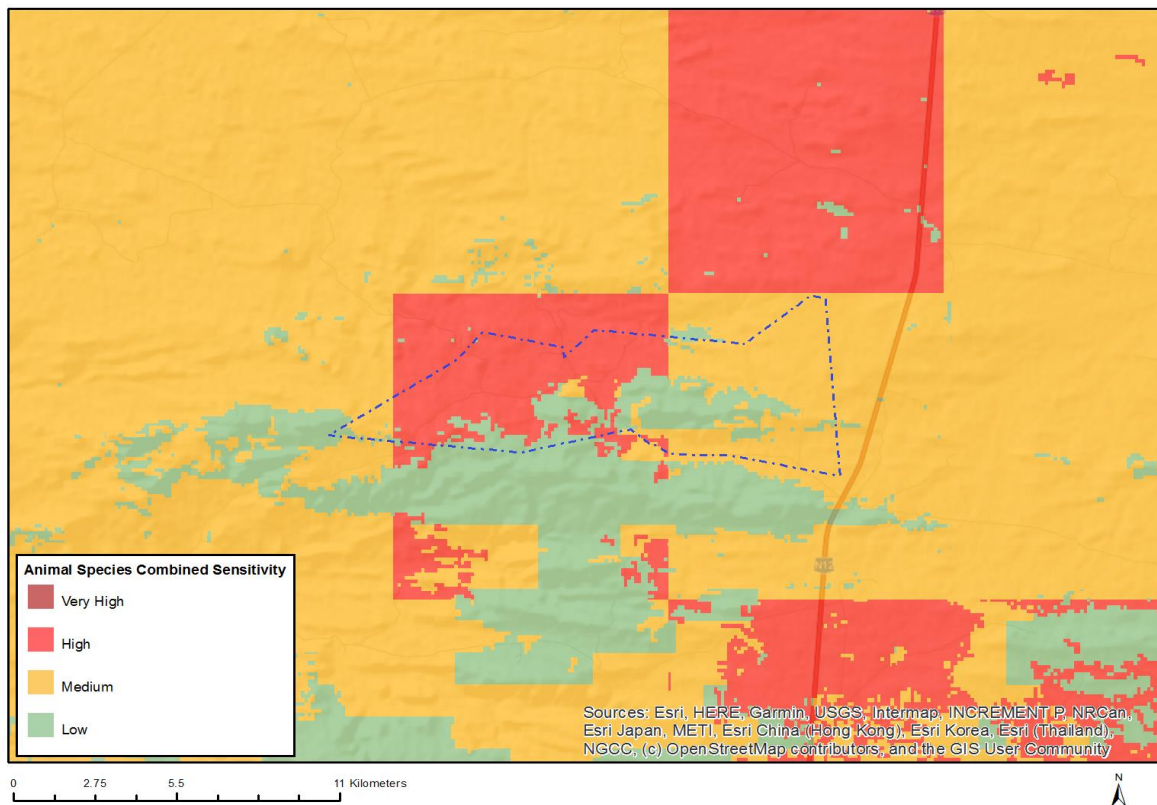 Animal Species Combined Sensitivity
Very High
High
Medium
Low
Sources: Esri, HERE, Garmin, USGS, Intermap, INCREMENT P, NRCan,
Esri Japan, METI, Esri China (Hong Kong), Esri Korea, Esri (Thailand),
NGCC, (c) OpenStreetMap contributors, and the GIS User Community
0 2.75 5.5 11 Kilometers
N